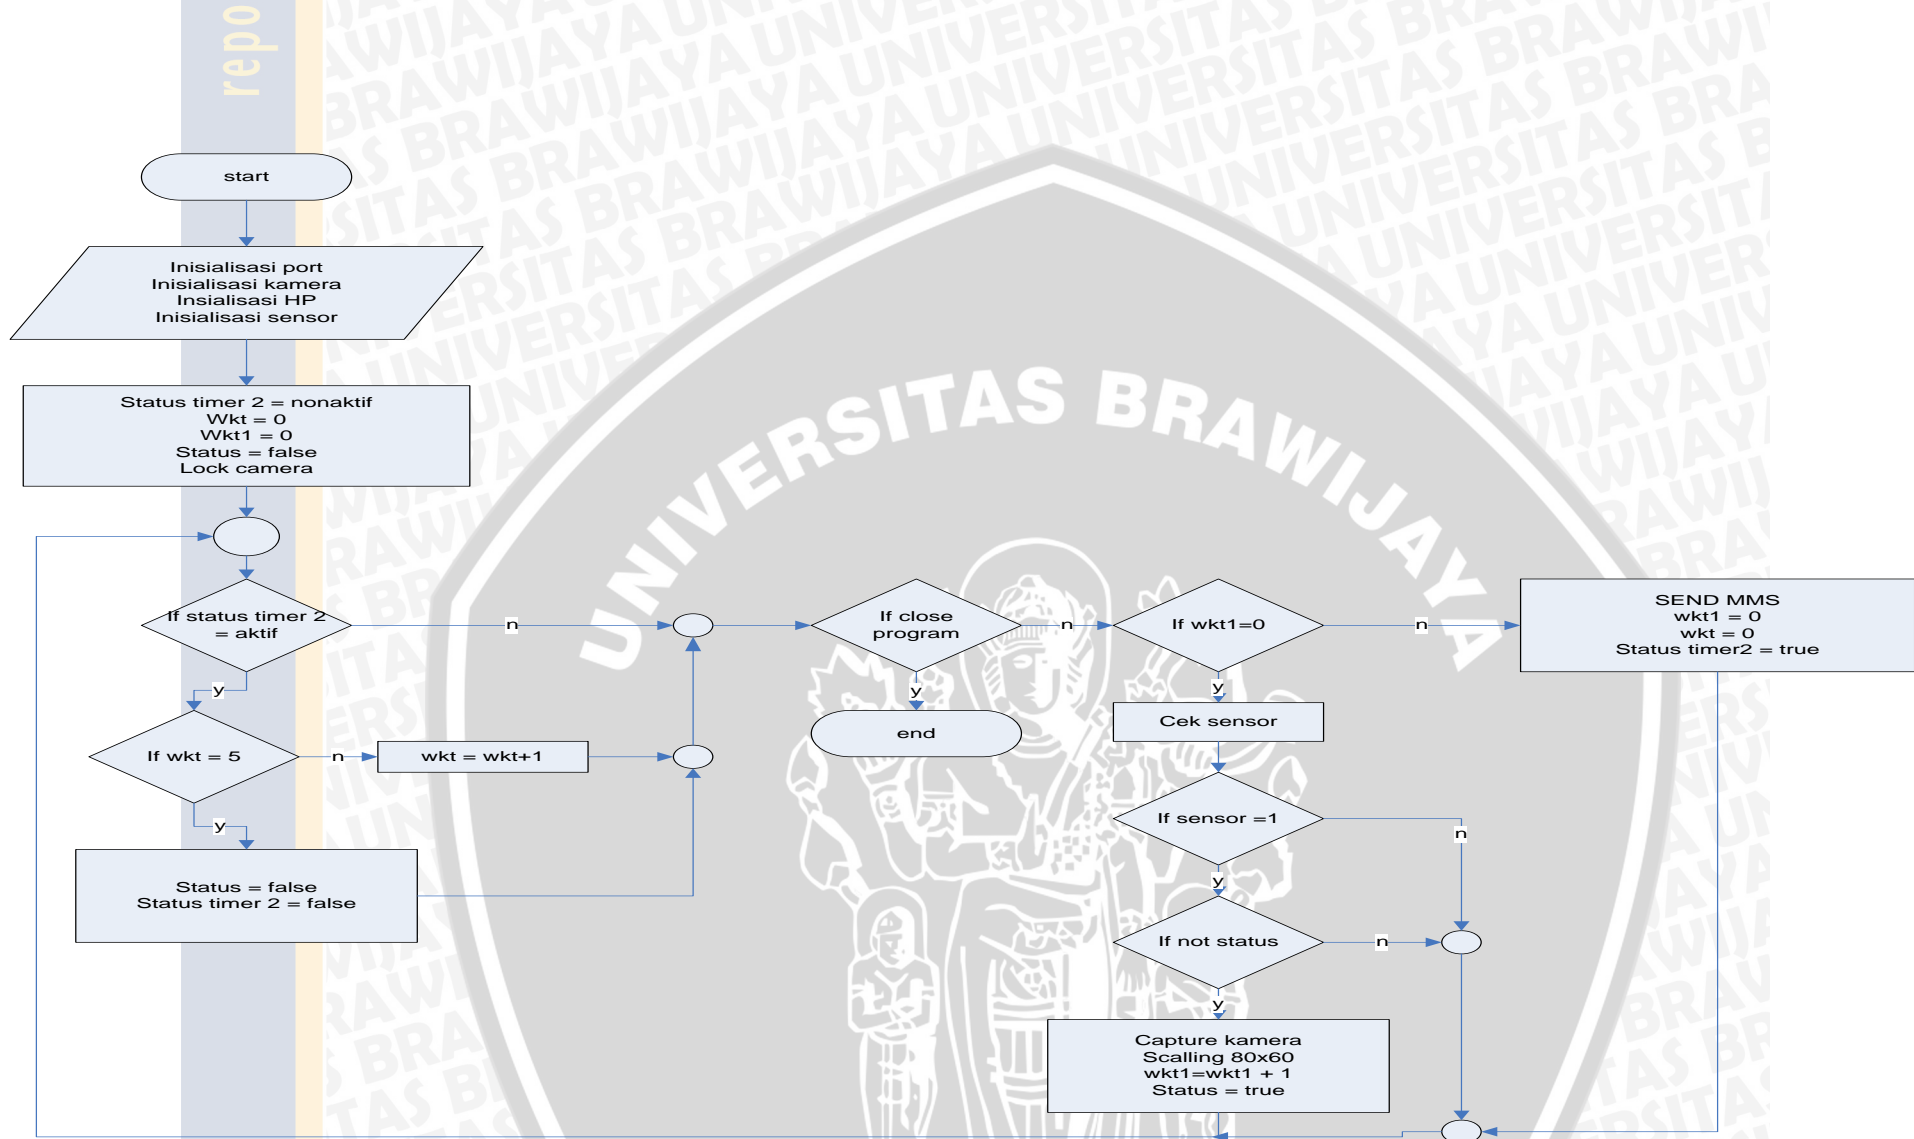 repo
start
Inisialisasi port
Inisialisasi kamera
Insialisasi HP
Inisialisasi sensor
Status timer 2 = nonaktif
Wkt = 0
Wkt1 = 0
Status = false
Lock camera
If status timer 2
= aktif
n
y
If wkt = 5
n
wkt = wkt+1
y
Status = false
Status timer 2 = false
If close
program
n
y
end
If wkt1=0
n
y
SEND MMS
wkt1 = 0
wkt = 0
Status timer2 = true
Cek sensor
If sensor =1
n
y
If not status
n
y
Capture kamera
Scalling 80x60
wkt1=wkt1 + 1
Status = true
UNIVERSITAS BRAWIJAYA